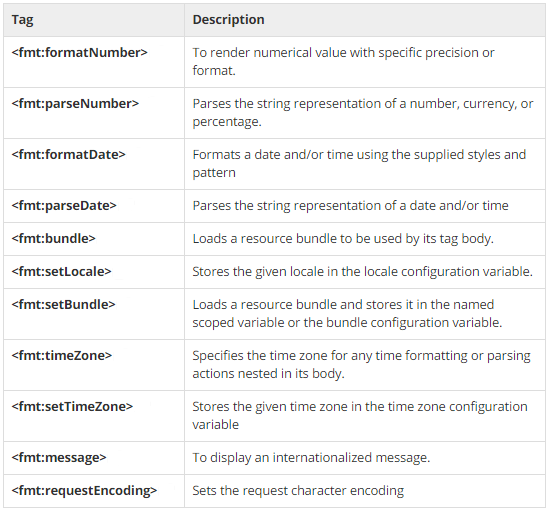 Tag Description
<fmt:formatNumber> To render numerical value with specific precision or
format.
<fmt:parseNumber> Parses the string representation of a number, currency, or
percentage.
<fmt:formatDate> Formats a date and/or time using the supplied styles and
pattern
<fmt:parseDate> Parses the string representation of a date and/or time
<fmt:bundle> Loads a resource bundle to be used by its tag body.
<fmt:setLocale> Stores the given locale in the locale configuration variable.
<fmt:setBundle> Loads a resource bundle and stores it in the named
scoped variable or the bundle configuration variable.
<fmt:timeZone> Specifies the time zone for any time formatting or parsing
actions nested in its body.
<fmt:setTimeZone> Stores the given time zone in the time zone configuration
variable
<fmt:message> To display an internationalized message.
<fmt:requestEncoding> Sets the request character encoding